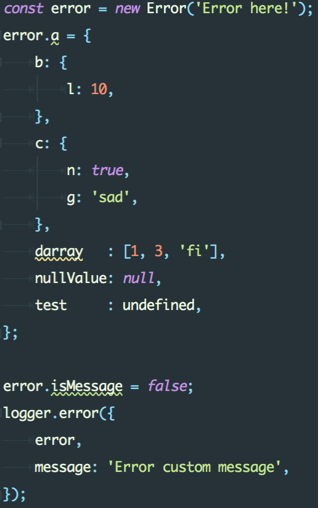 const error = new Error('Error here!');
error.a = {
    b: {
        l: 10,
    },
    c: {
        n: true,
        g: 'sad',
    },
    darray   : [1, 3, 'fi'],
    nullValue: null,
    test     : undefined,
};

error.isMessage = false;
logger.error({
    error,
    message: 'Error custom message',
});